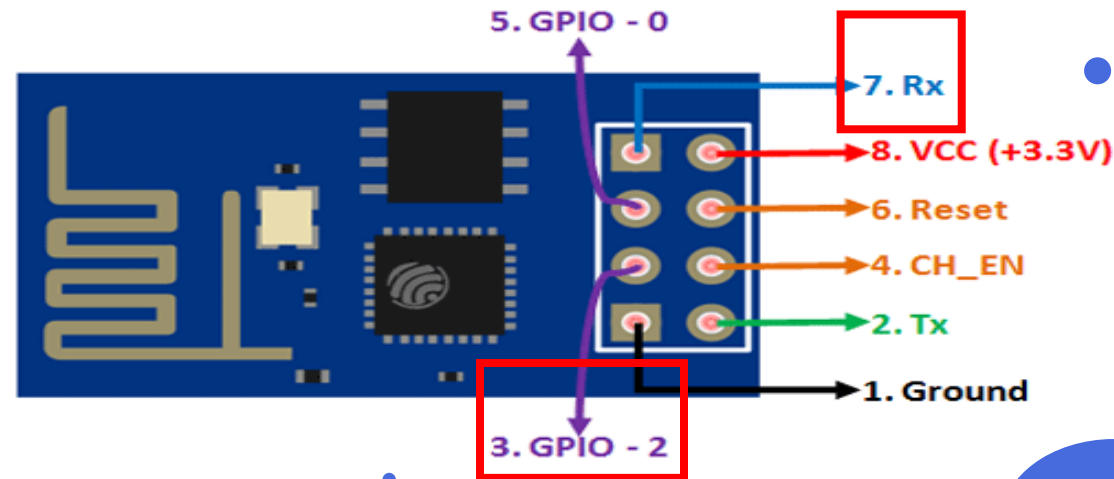 5. GPIO - 0
7. Rx
8. VCC (+3.3V)
6. Reset
4. CH_EN
2. Tx
1. Ground
3. GPIO - 2